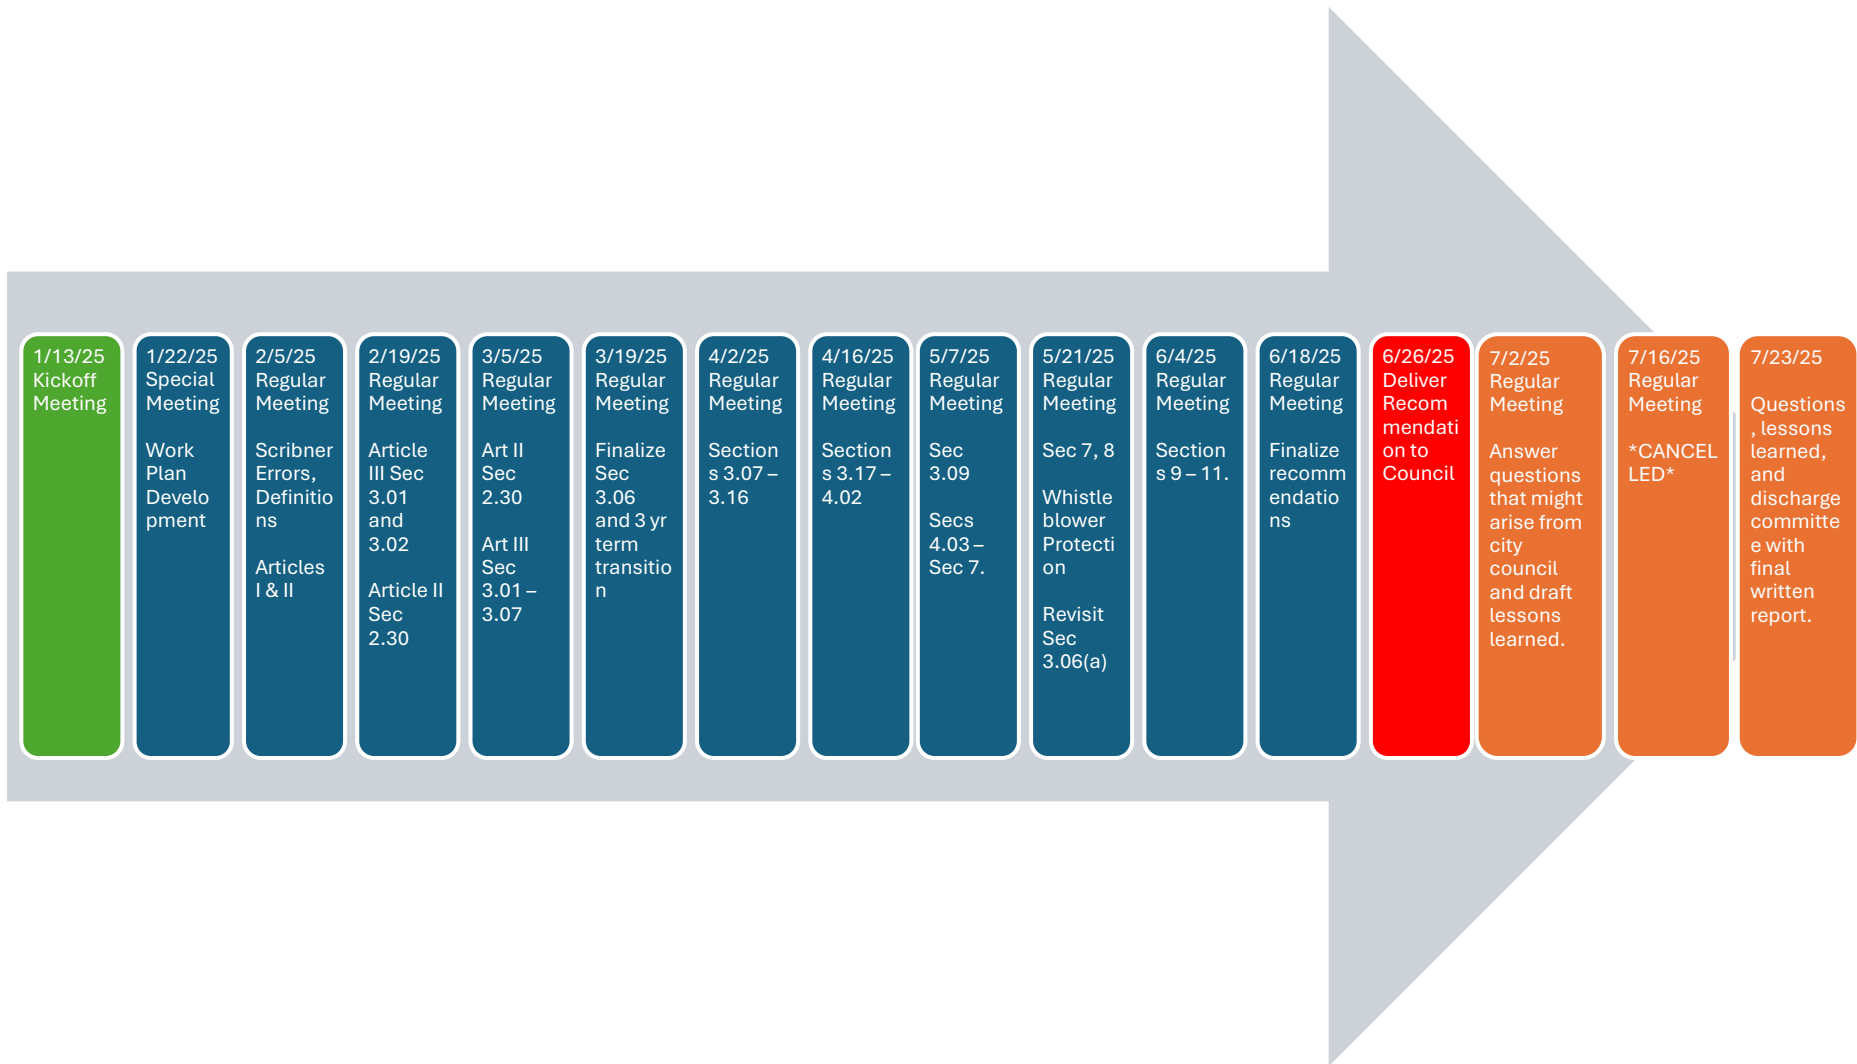 1/13/25
Kickoff
Meeting
1/22/25
Special
Meeting
Work
Plan
Develo
pment
2/5/25
Regular
Meeting
Scribner
Errors,
Definitio
ns
Articles
I & II
2/19/25
Regular
Meeting
Article
III Sec
3.01
and
3.02
Article II
Sec
2.30
3/5/25
Regular
Meeting
Art II
Sec
2.30
Art III
Sec
3.01 –
3.07
3/19/25
Regular
Meeting
Finalize
Sec
3.06
and 3 yr
term
transitio
n
4/2/25
Regular
Meeting
Section
s 3.07 –
3.16
4/16/25
Regular
Meeting
Section
s 3.17 –
4.02
5/7/25
Regular
Meeting
Sec
3.09
Secs
4.03 –
Sec 7.
5/21/25
Regular
Meeting
Sec 7, 8
Whistle
blower
Protecti
on
Revisit
Sec
3.06(a)
6/4/25
Regular
Meeting
Section
s 9 – 11.
6/18/25
Regular
Meeting
Finalize
recomm
endatio
ns
6/26/25
Deliver
Recom
mendati
on to
Council
7/2/25
Regular
Meeting
Answer
questions
that might
arise from
city
council
and draft
lessons
learned.
7/16/25
Regular
Meeting
*CANCEL
LED*
7/23/25
Questions
, lessons
learned,
and
discharge
committe
e with
final
written
report.